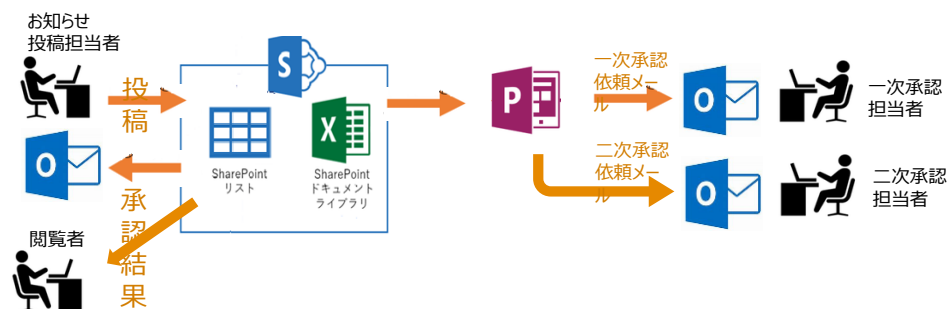 お知らせ
投稿担当者
投
稿
承
認
結
果
閲覧者
S
SharePoint
リスト
X
SharePoint
ドキュメント
ライブラリ
P
一次承認
依頼メー
ル
O
一次承認
担当者
二次承認
依頼メー
ル
O
二次承認
担当者
O